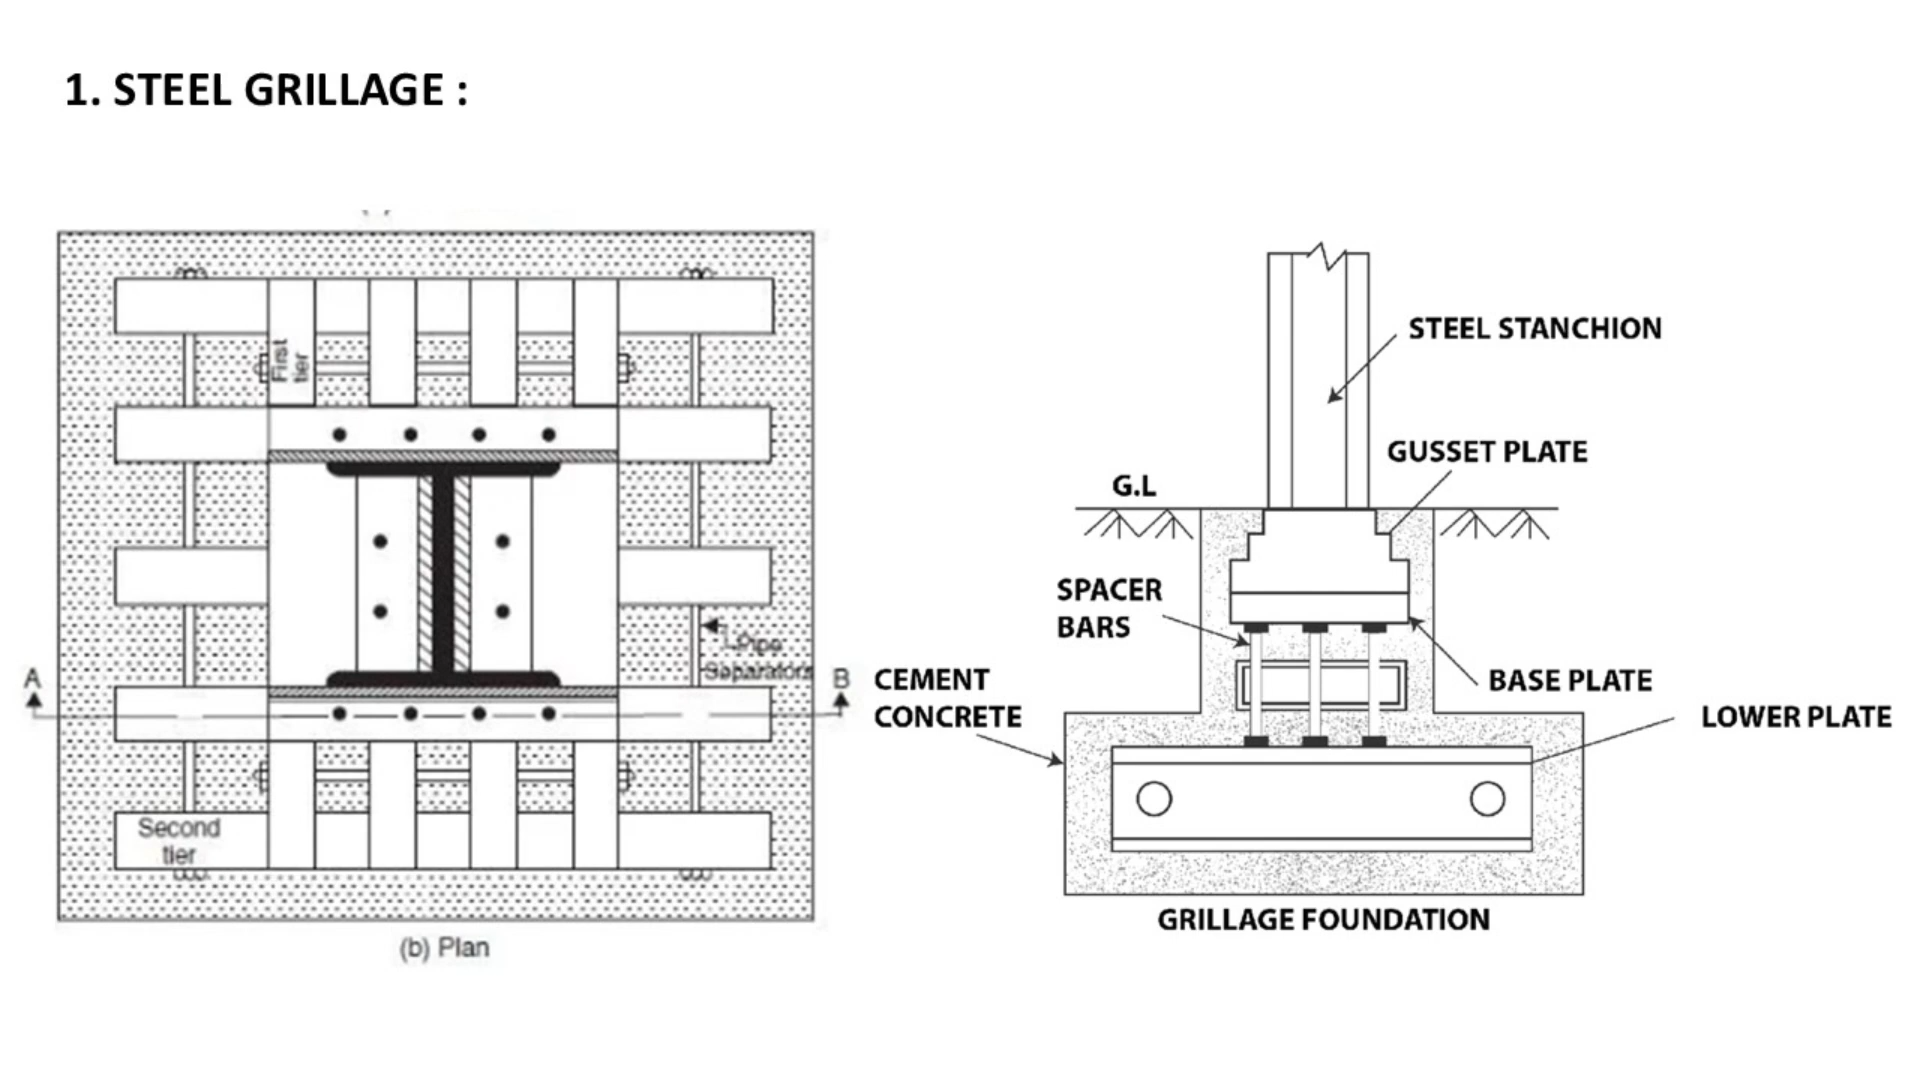 1. STEEL GRILLAGE :
First
tier
Pipe
Separators
A
B
Second
tier
(b) Plan
STEEL STANCHION
GUSSET PLATE
G.L
SPACER
BARS
BASE PLATE
CEMENT
CONCRETE
LOWER PLATE
GRILLAGE FOUNDATION